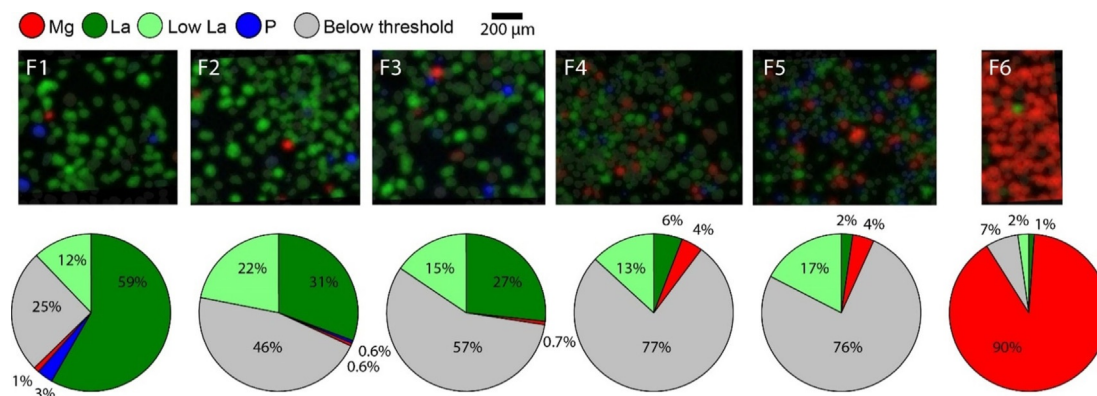 Mg La Low La P Below threshold 200 µm
F1 F2 F3 F4 F5 F6
12% 59% 25% 1% 3%
22% 31% 46% 0.6% 0.6%
15% 27% 57% 0.7%
13% 6% 4% 77%
17% 2% 4% 76%
7% 2% 1% 90%